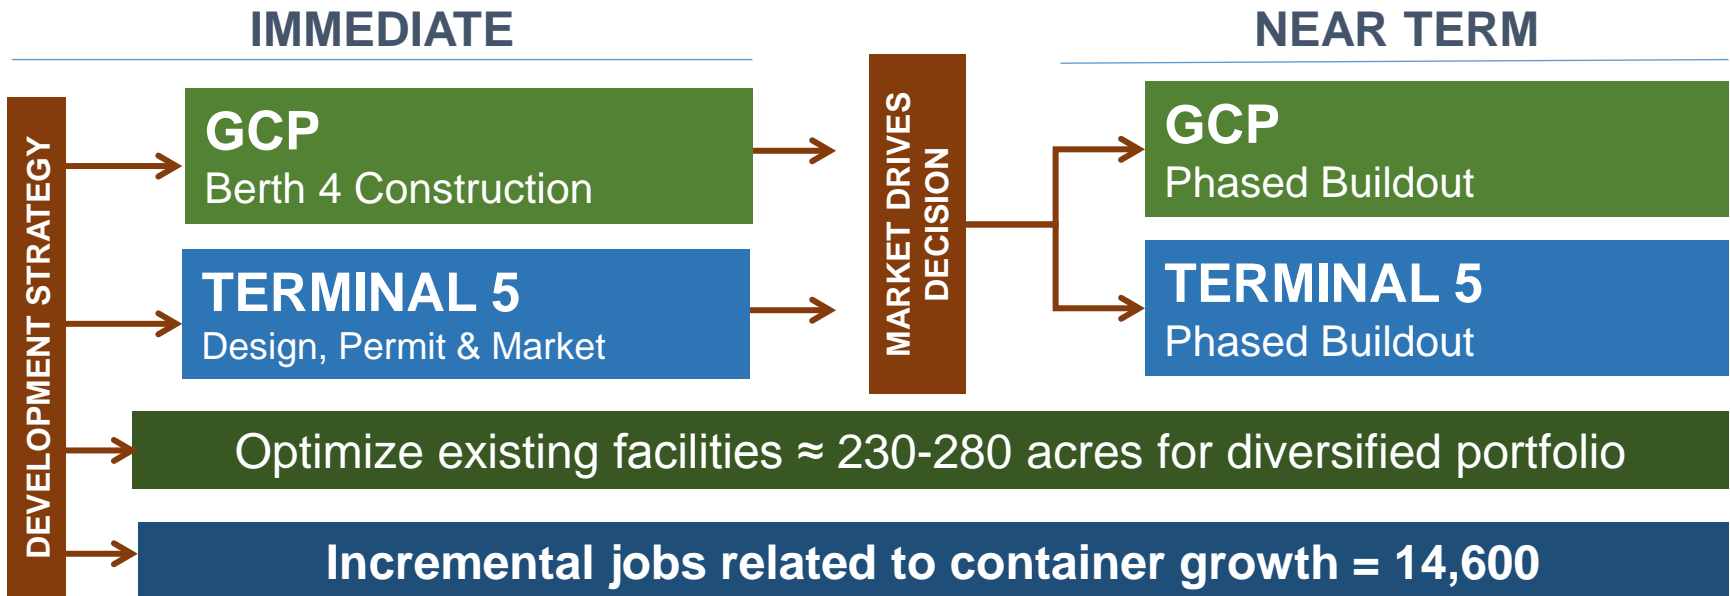 IMMEDIATE
NEAR TERM
DEVELOPMENT STRATEGY
GCP
Berth 4 Construction
TERMINAL 5
Design, Permit & Market
MARKET DRIVES
DECISION
GCP
Phased Buildout
TERMINAL 5
Phased Buildout
Optimize existing facilities ≈ 230-280 acres for diversified portfolio
Incremental jobs related to container growth = 14,600